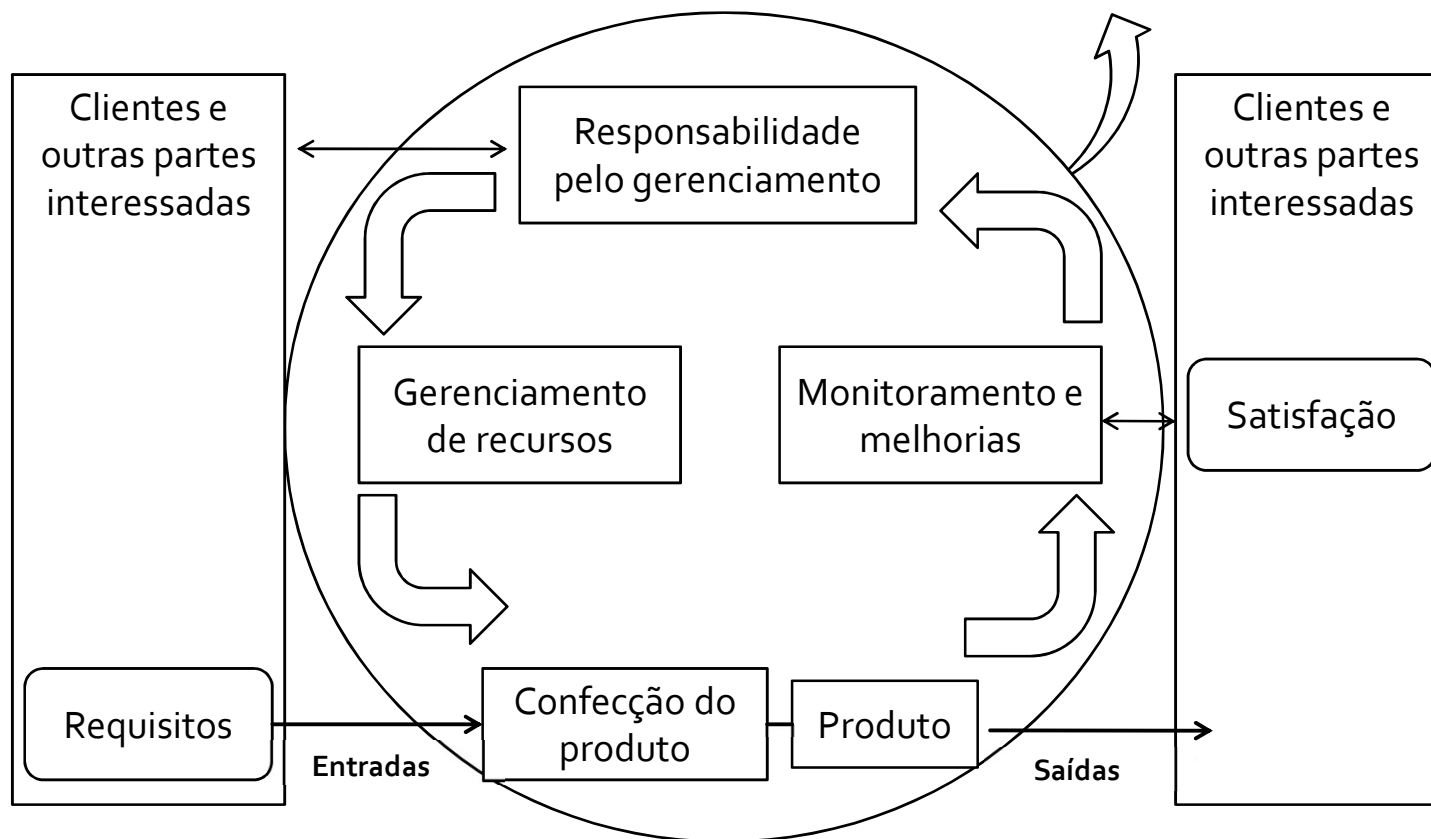 Clientes e
outras partes
interessadas
Responsabilidade
pelo gerenciamento
Clientes e
outras partes
interessadas
Gerenciamento
de recursos
Monitoramento e
melhorias
Satisfação
Requisitos
Entradas
Confecção do
produto
Produto
Saídas